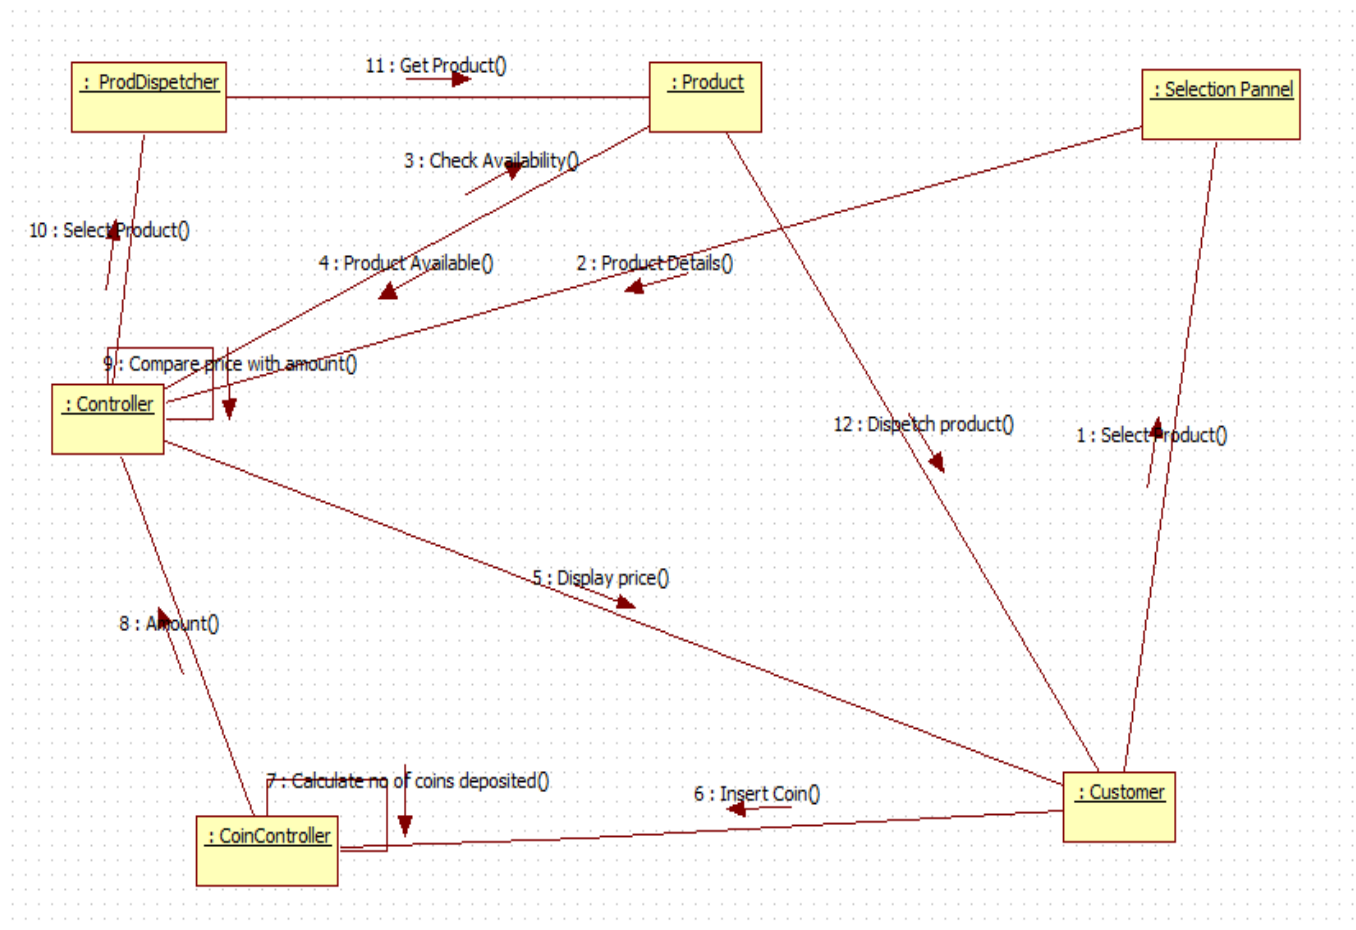 11 : Get Product()
: ProdDispetcher
: Product
: Selection Pannel
3 : Check Availability()
10 : Select Product()
4 : Product Available()
2 : Product Details()
9 : Compare price with amount()
: Controller
12 : Dispetch product()
1 : Select Product()
5 : Display price()
8 : Amount()
7 : Calculate no of coins deposited()
6 : Insert Coin()
: Customer
: CoinController